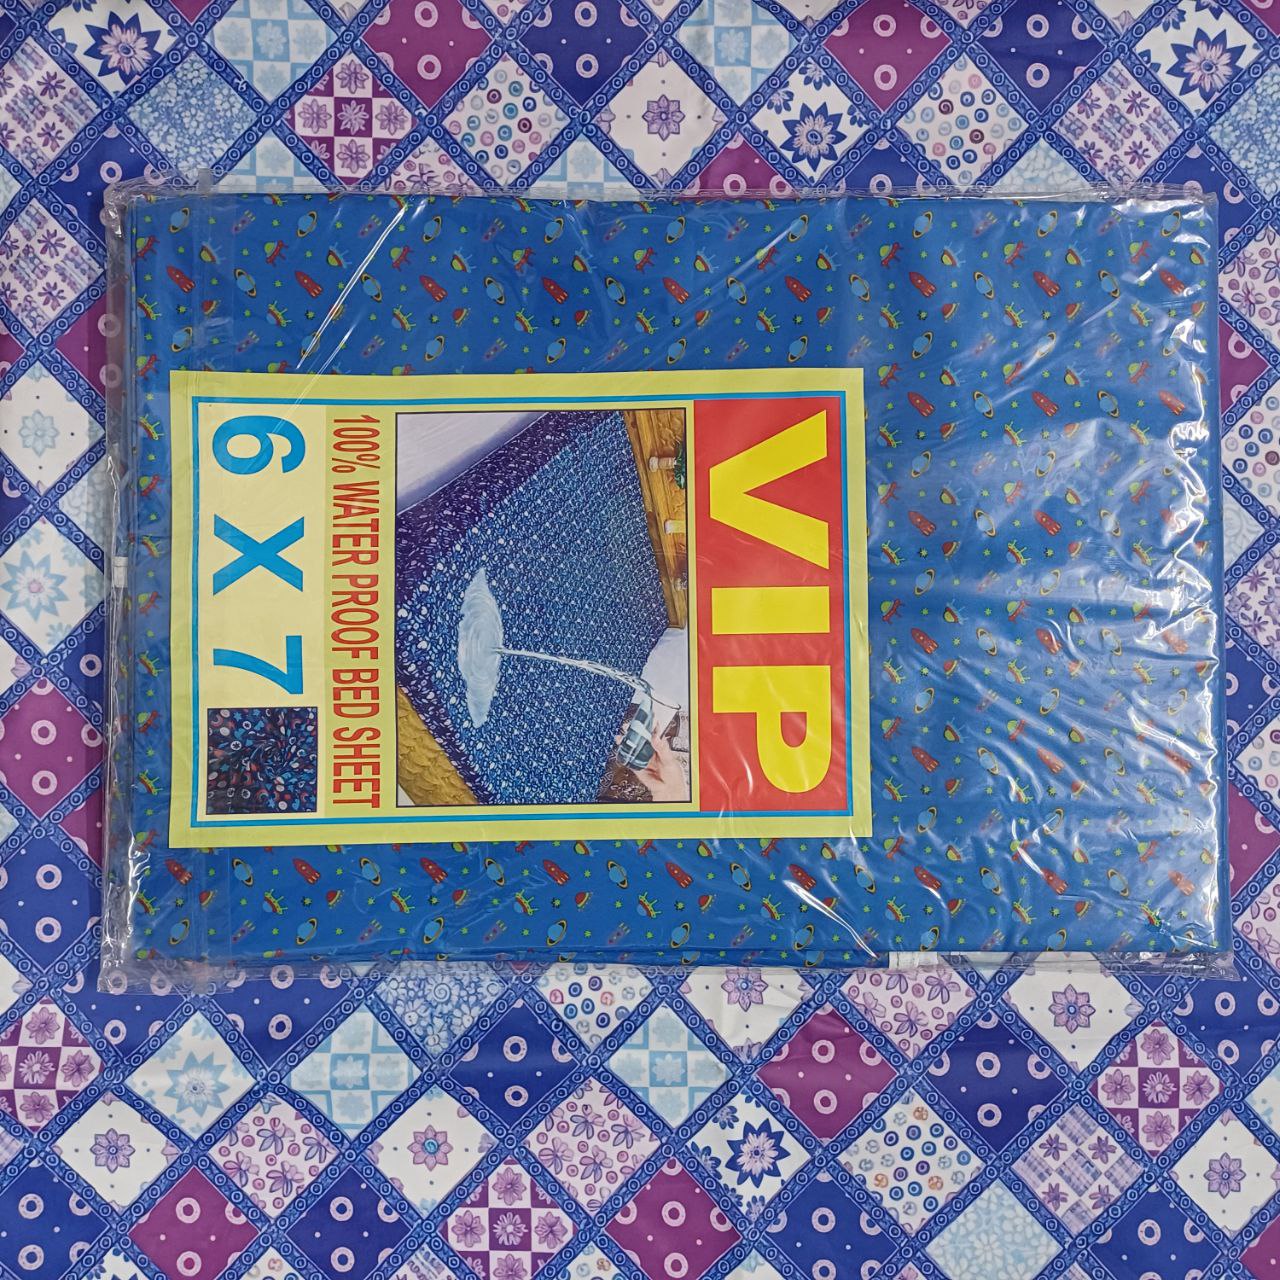 VIP
100% WATER PROOF BED SHEET
6 X 7